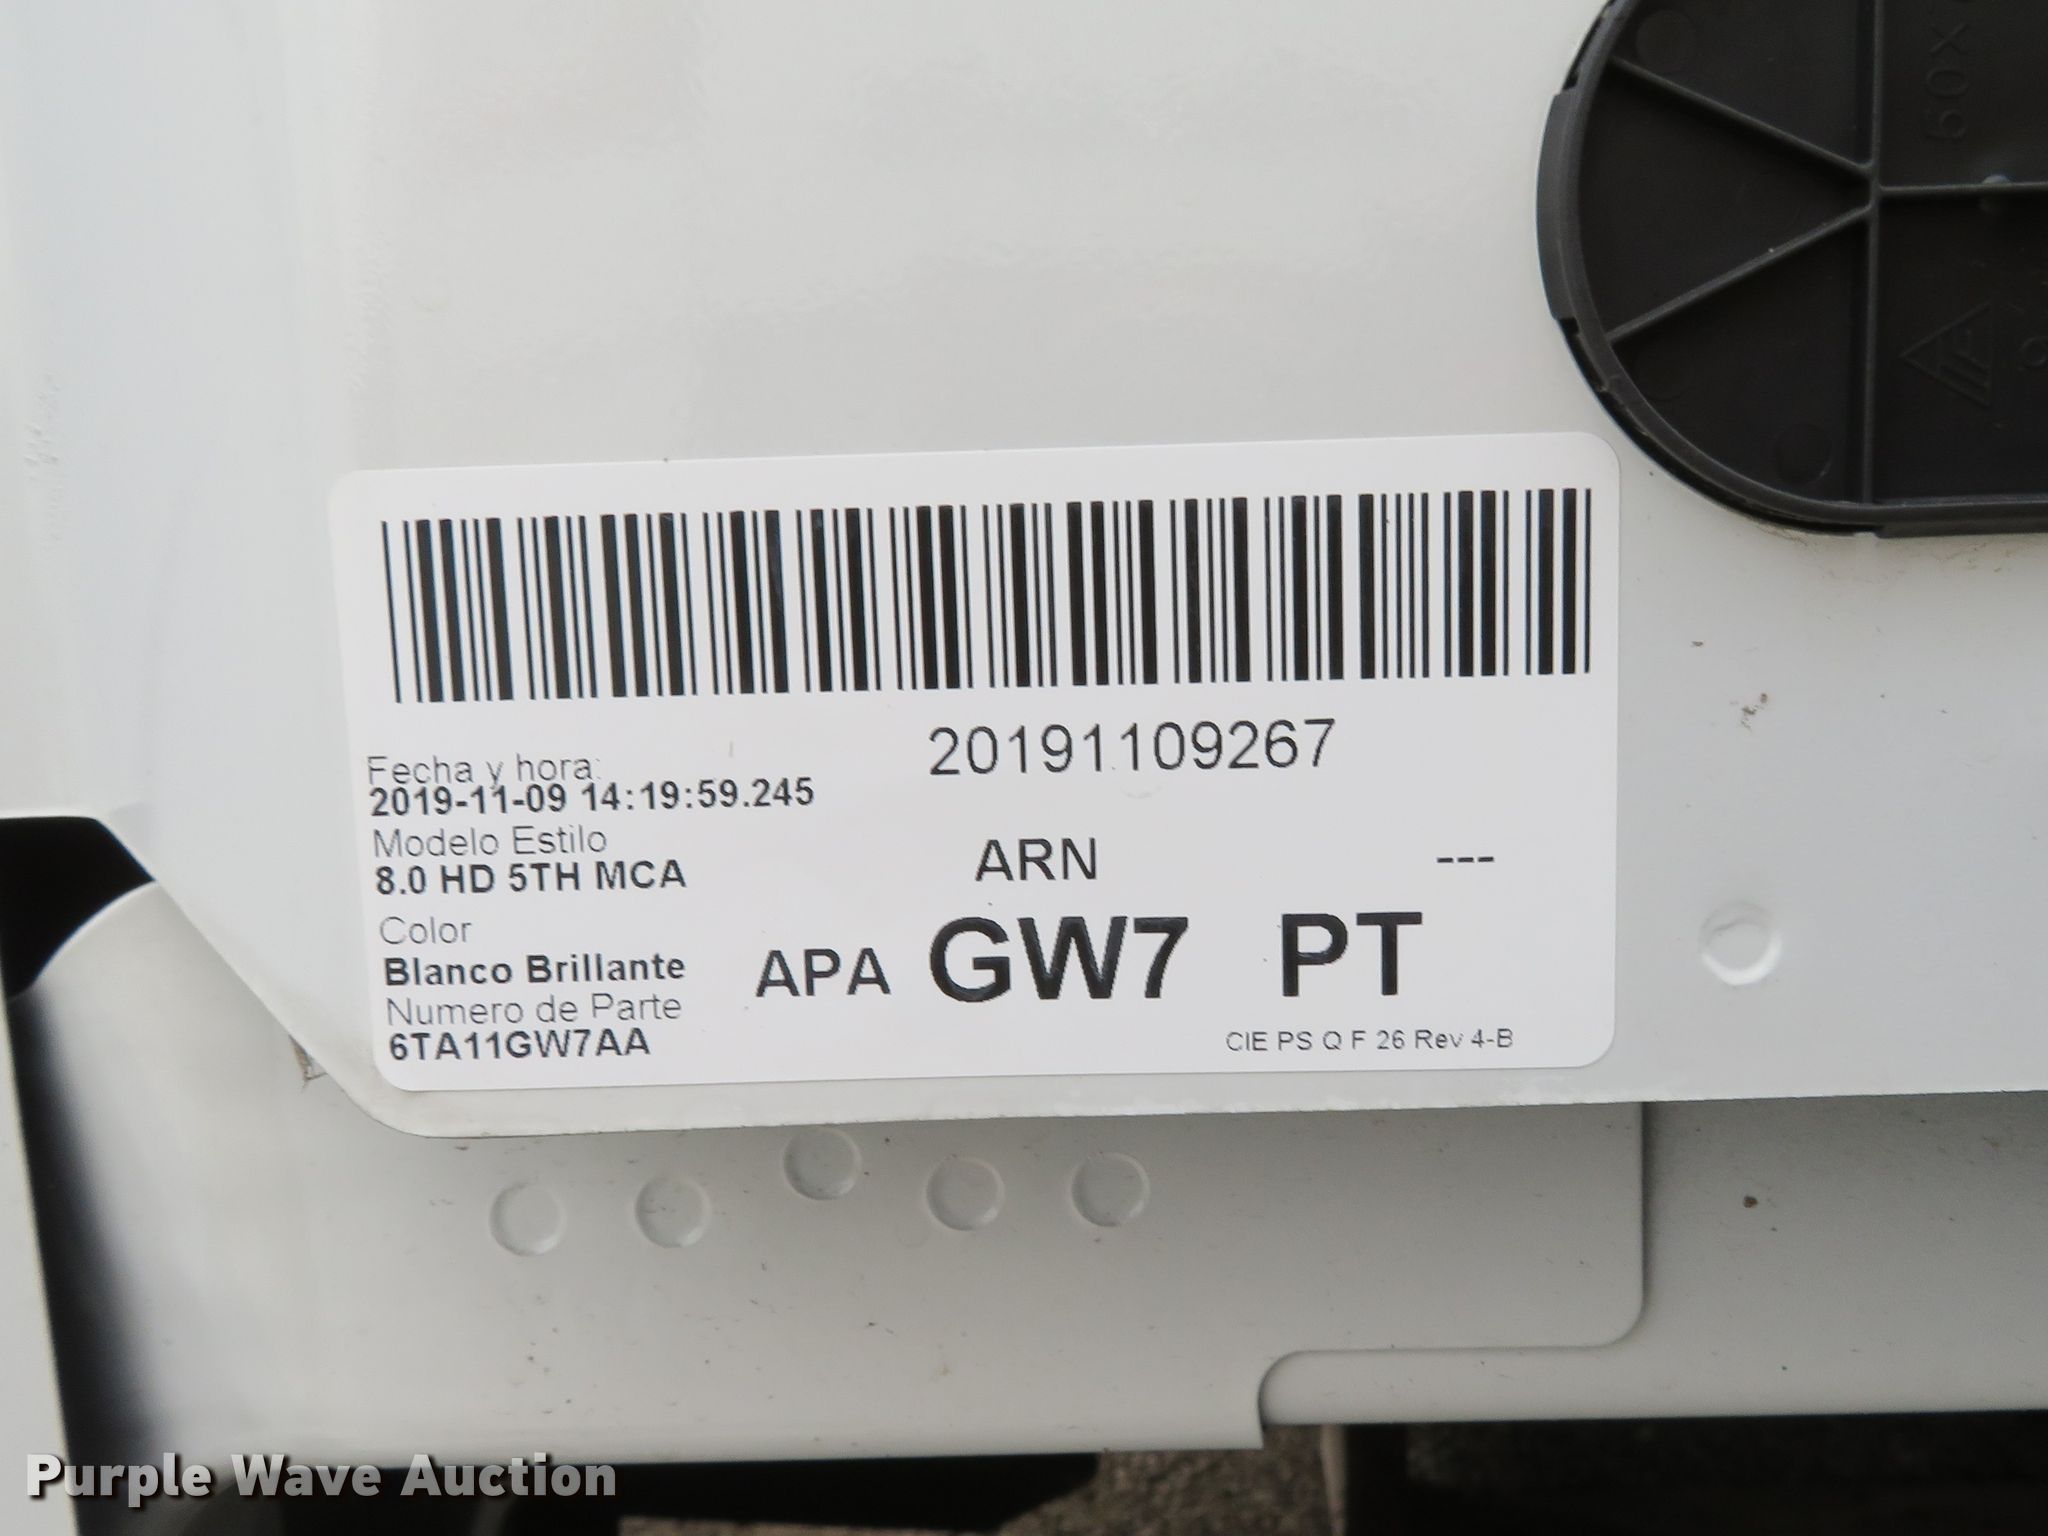 60X
20191109267
Fecha y hora:
2019-11-09 14:19:59.245
Modelo Estilo
8.0 HD 5TH MCA
ARN
---
Color
Blanco Brillante
APA GW7 PT
Numero de Parte
6TA11GW7AA
CIE PS Q F 26 Rev 4-B
Purple Wave Auction